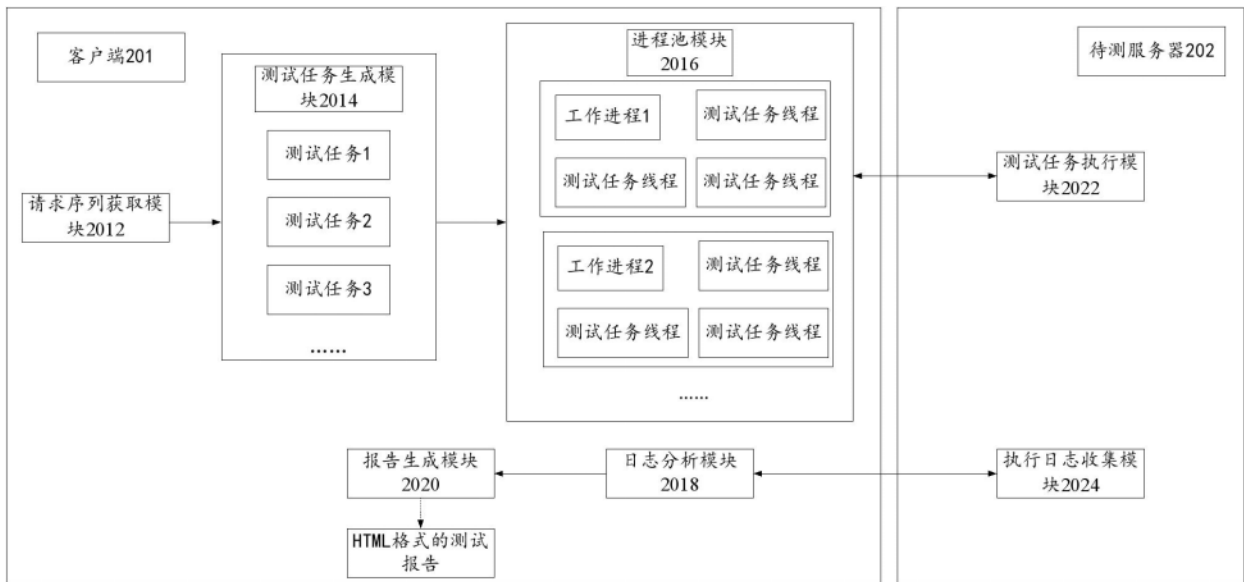 客户端201
测试任务生成模
块2014
测试任务1
测试任务2
测试任务3
……
请求序列获取模
块2012
进程池模块
2016
工作进程1
测试任务线程
测试任务线程
测试任务线程
工作进程2
测试任务线程
测试任务线程
测试任务线程
……
待测服务器202
测试任务执行模
块2022
报告生成模块
2020
日志分析模块
2018
执行日志收集模
块2024
HTML格式的测试
报告